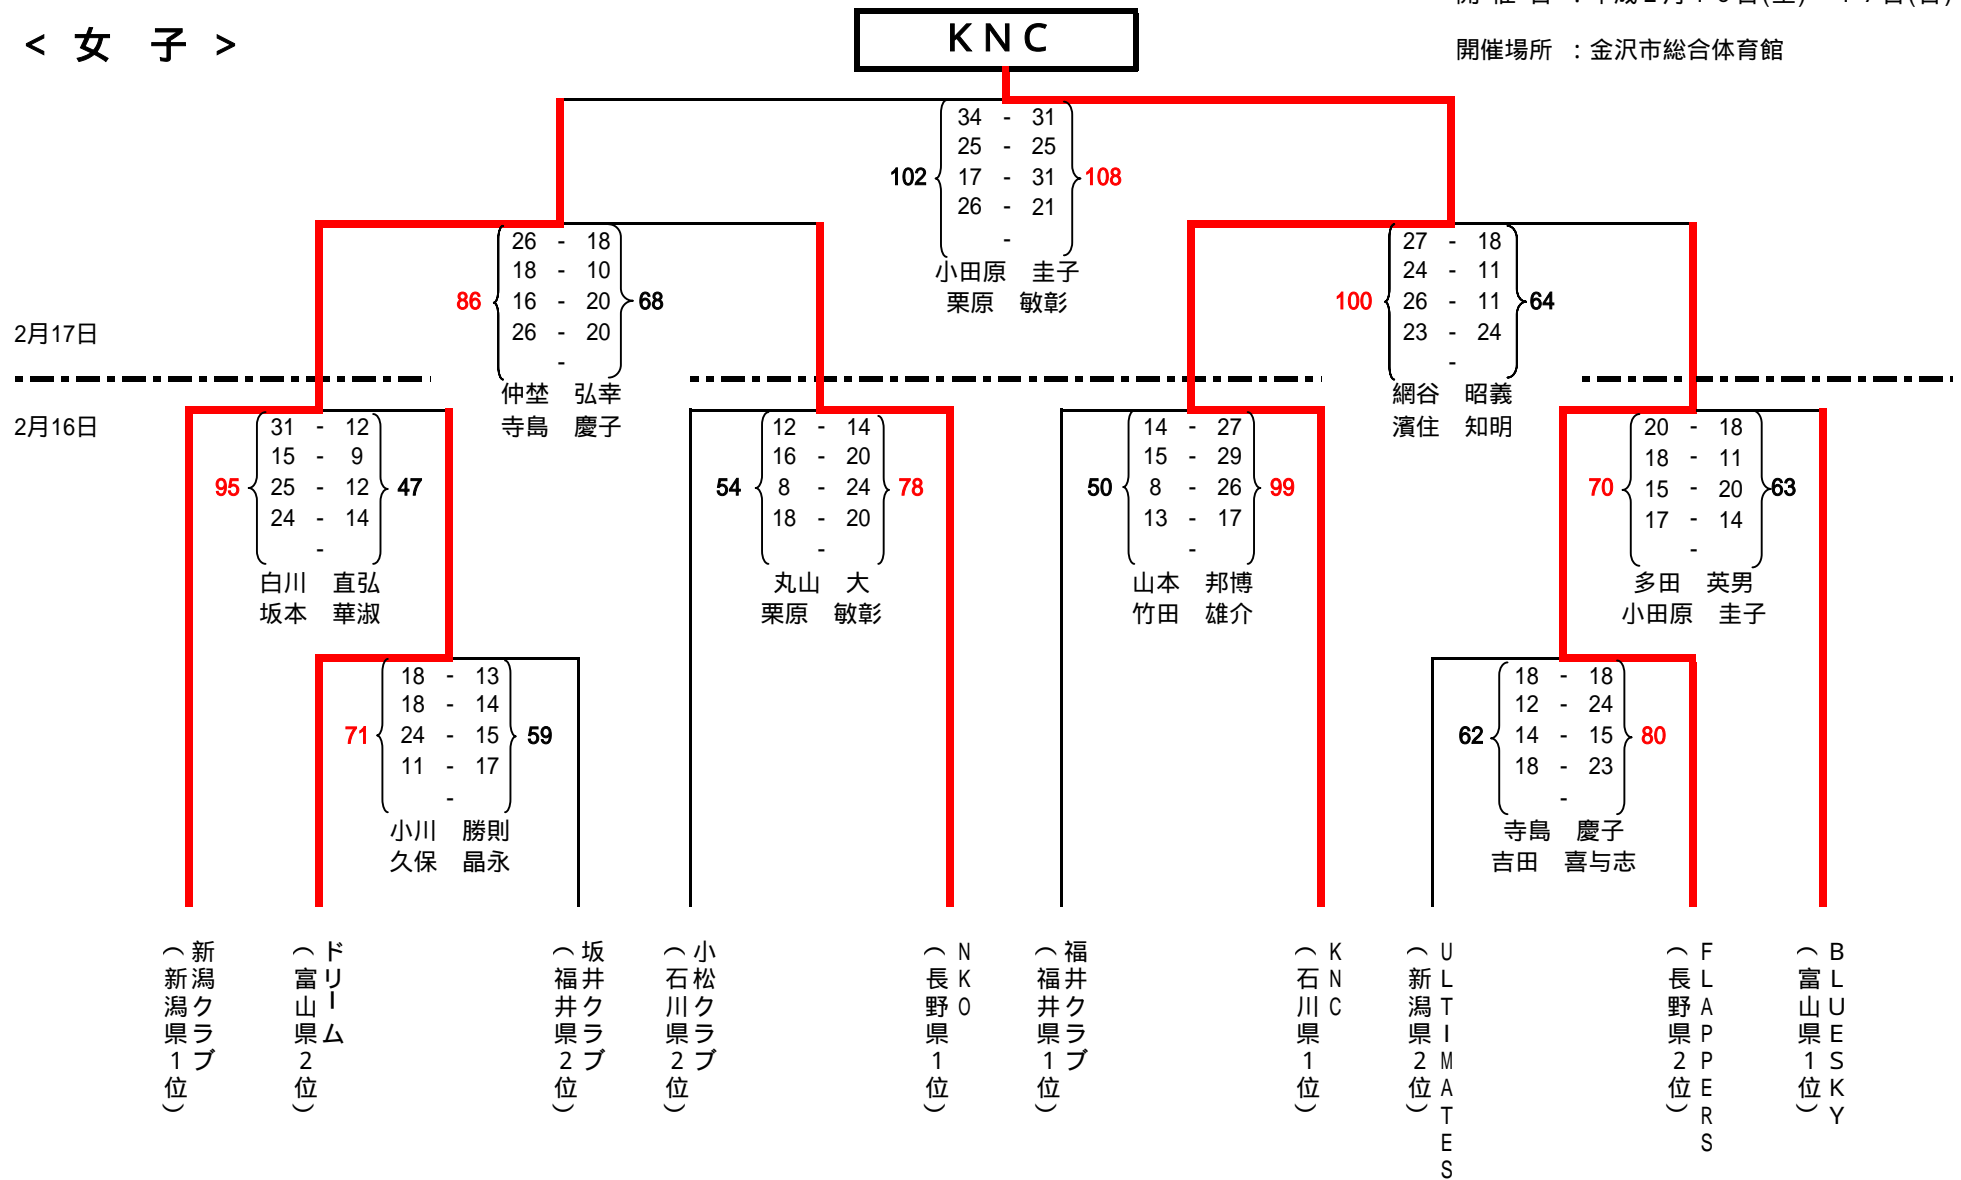 KNC
< 女 子 >
開催場所 : 金沢市総合体育館
34 - 31
25 - 25
102 17 - 31 108
26 - 21
-
小田原 圭子
栗原 敏彰
26 - 18
18 - 10
86 16 - 20 68
26 - 20
-
仲埜 弘幸
寺島 慶子
27 - 18
24 - 11
100 26 - 11 64
23 - 24
-
網谷 昭義
濱住 知明
2月17日
2月16日
31 - 12
15 - 9
95 25 - 12 47
24 - 14
-
白川 直弘
坂本 華淑
12 - 14
16 - 20
54 8 - 24 78
18 - 20
-
丸山 大
栗原 敏彰
14 - 27
15 - 29
50 8 - 26 99
13 - 17
-
山本 邦博
竹田 雄介
20 - 18
18 - 11
70 15 - 20 63
17 - 14
-
多田 英男
小田原 圭子
18 - 13
18 - 14
71 24 - 15 59
11 - 17
-
小川 勝則
久保 晶永
18 - 18
12 - 24
62 14 - 15 80
18 - 23
-
寺島 慶子
吉田 喜与志
新潟クラブ
(新潟県1位)
ドリーム
(富山県2位)
坂井クラブ
(福井県2位)
小松クラブ
(石川県2位)
NKO
(長野県1位)
福井クラブ
(福井県1位)
KNC
(石川県1位)
ULTIMATES
(新潟県2位)
FLAPPERS
(長野県2位)
BLUESKY
(富山県1位)